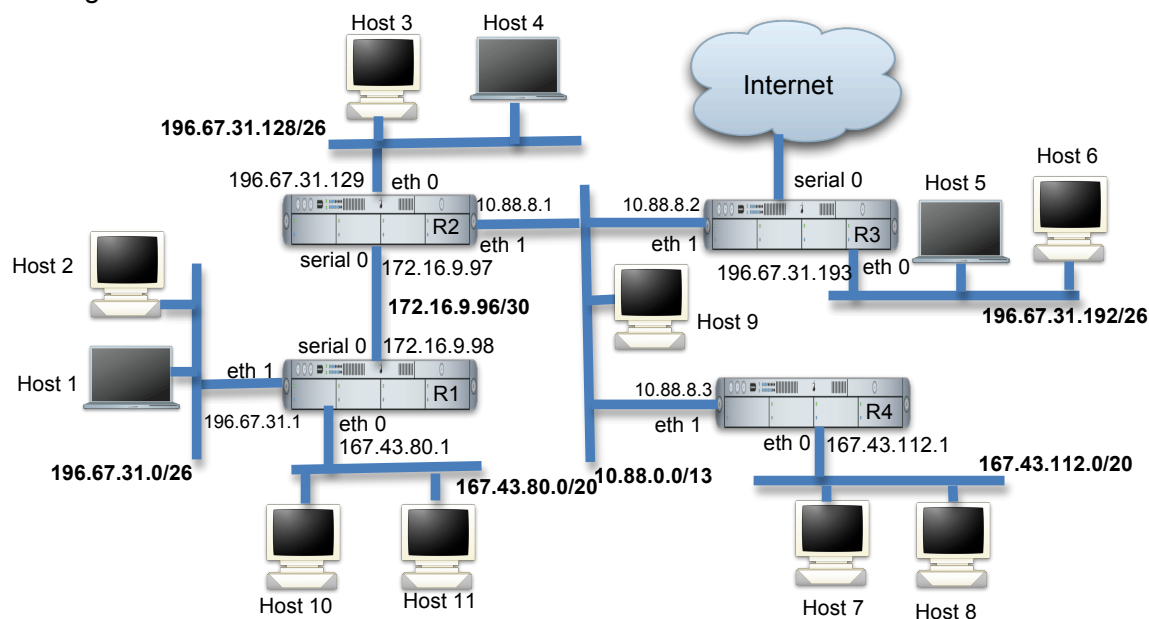 Host 3
Host 4
Internet
196.67.31.128/26
Host 6
196.67.31.129
eth 0
serial 0
Host 5
10.88.8.1
10.88.8.2
R2
R3
eth 1
eth 1
Host 2
serial 0
172.16.9.97
196.67.31.193
eth 0
172.16.9.96/30
Host 9
196.67.31.192/26
serial 0
172.16.9.98
Host 1
eth 1
R1
10.88.8.3
R4
196.67.31.1
eth 0
eth 1
eth 0
167.43.112.1
167.43.80.1
196.67.31.0/26
167.43.80.0/20
10.88.0.0/13
167.43.112.0/20
Host 10
Host 11
Host 7
Host 8